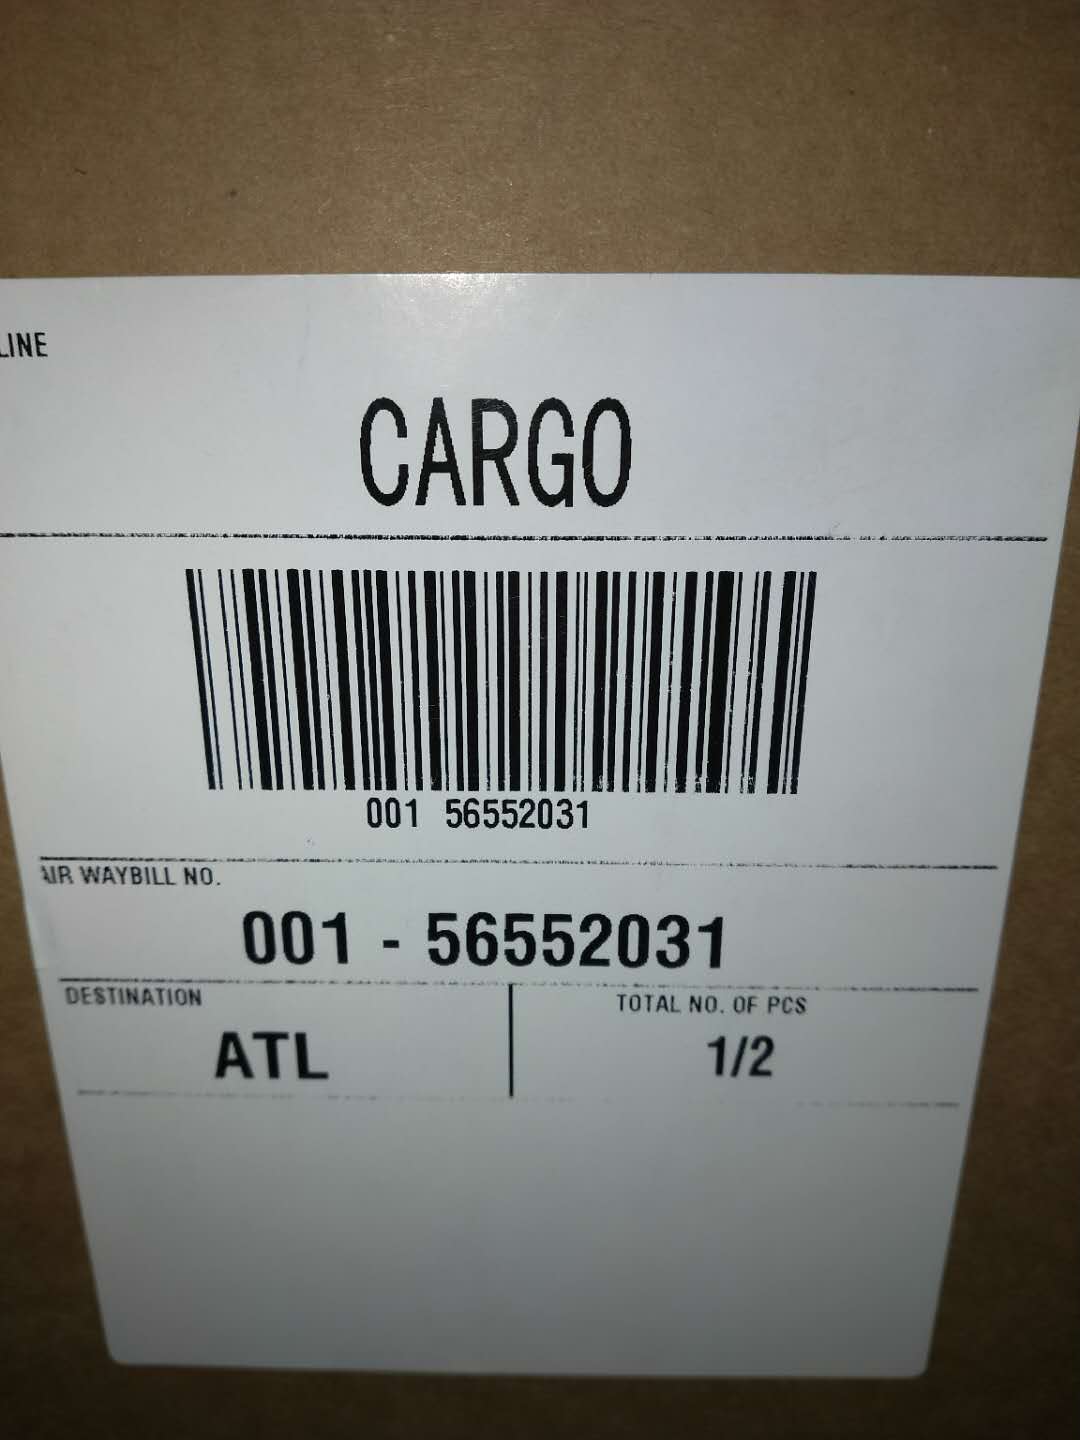 LINE
CARGO
001 56552031
AIR WAYBILL NO.
001 - 56552031
DESTINATION
TOTAL NO. OF PCS
ATL
1/2